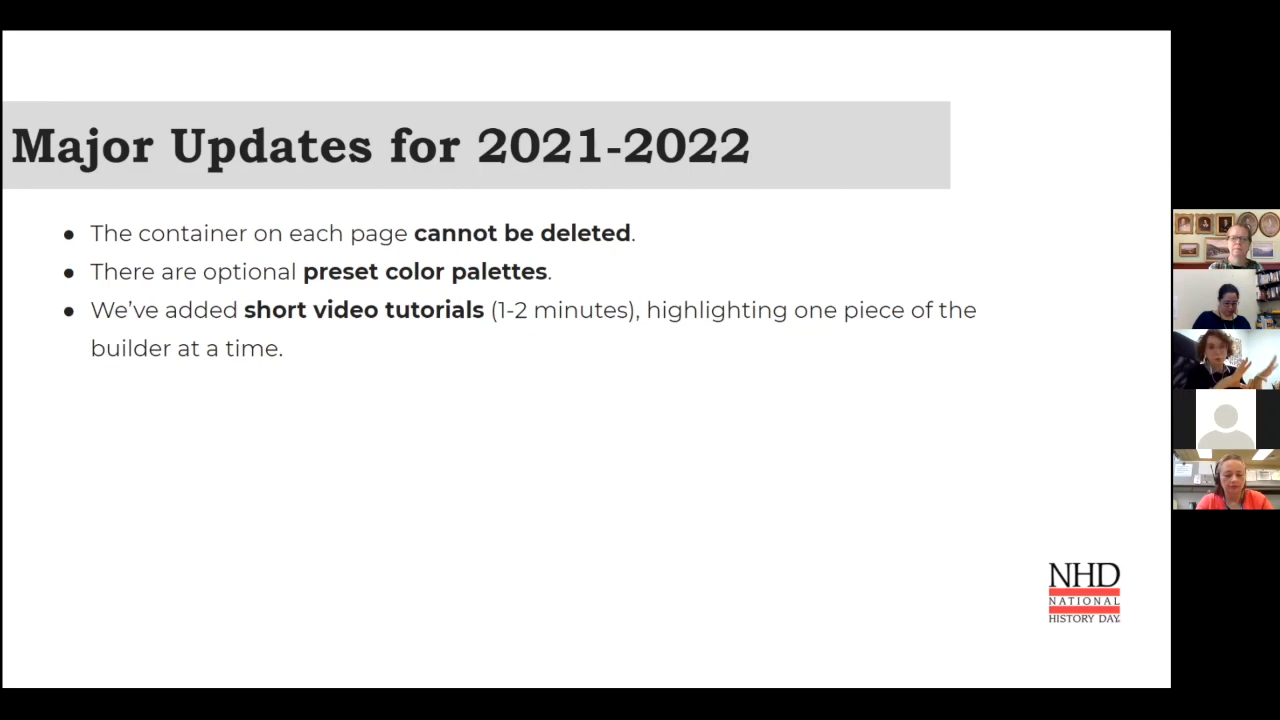 Major Updates for 2021-2022
● The container on each page cannot be deleted.
● There are optional preset color palettes.
● We’ve added short video tutorials (1-2 minutes), highlighting one piece of the
builder at a time.
NHD
NATIONAL
HISTORY DAY